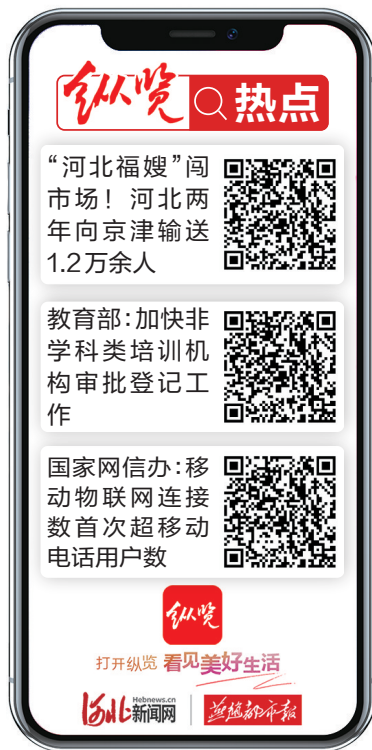 纵览 热点
“河北福嫂”闯
市场！河北两
年向京津输送
1.2万余人
教育部:加快非
学科类培训机
构审批登记工
作
国家网信办:移
动物联网连接
数首次超移动
电话用户数
纵览
打开纵览 看见美好生活
Hebnews.cn
河北新闻网 燕赵都市报